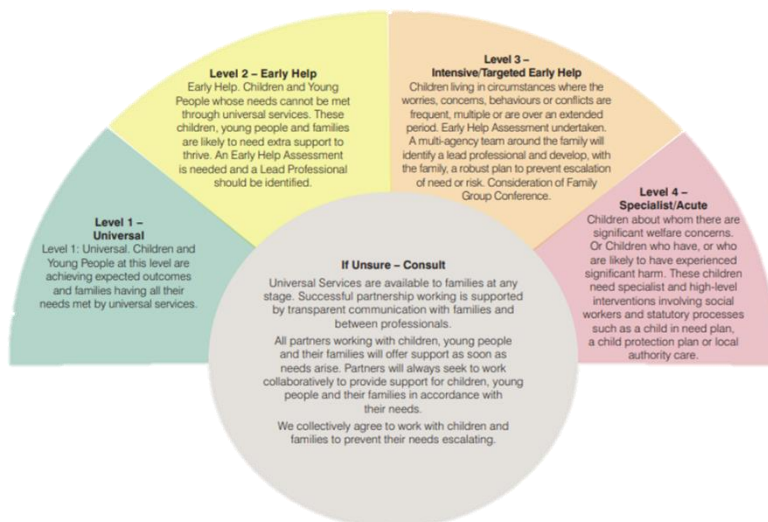 Level 1 –
Universal
Level 1: Universal. Children and
Young People at this level are
achieving expected outcomes
and families having all their
needs met by universal services.
Level 2 – Early Help
Early Help. Children and Young
People whose needs cannot be met
through universal services. These
children, young people and families
are likely to need extra support to
thrive. An Early Help Assessment
is needed and a Lead Professional
should be identified.
Level 3 –
Intensive/Targeted Early Help
Children living in circumstances where the
worries, concerns, behaviours or conflicts are
frequent, multiple or are over an extended
period. Early Help Assessment undertaken.
A multi-agency team around the family will
identify a lead professional and develop, with
the family, a robust plan to prevent escalation
of need or risk. Consideration of Family
Group Conference.
Level 4 –
Specialist/Acute
Children about whom there are
significant welfare concerns.
Or Children who have, or who
are likely to have experienced
significant harm. These children
need specialist and high-level
interventions involving social
workers and statutory processes
such as a child in need plan,
a child protection plan or local
authority care.
If Unsure – Consult
Universal Services are available to families at any
stage. Successful partnership working is supported
by transparent communication with families and
between professionals.
All partners working with children, young people
and their families will offer support as soon as
needs arise. Partners will always seek to work
collaboratively to provide support for children, young
people and their families in accordance with
their needs.
We collectively agree to work with children and
families to prevent their needs escalating.